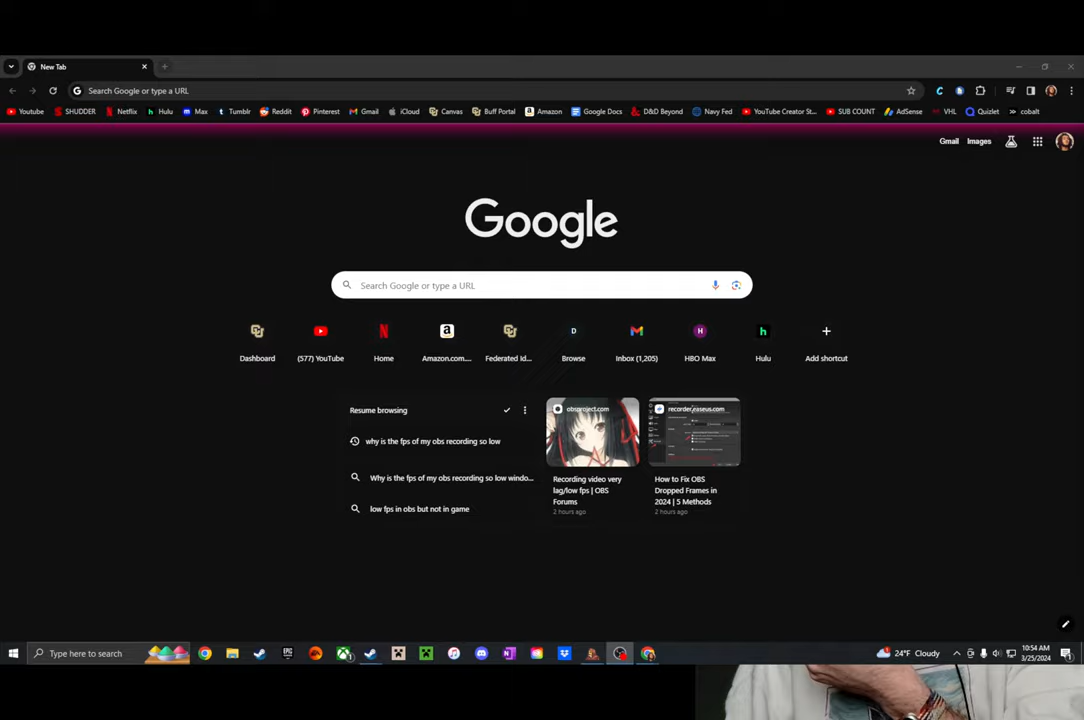 New Tab
Search Google or type a URL
Youtube SHUDDER Netflix Hulu Max Tumblr Reddit Pinterest Gmail iCloud Canvas Buff Portal Amazon Google Docs D&D Beyond Navy Fed YouTube Creator St... SUB COUNT AdSense VHL Quizlet cobalt
Gmail Images
Google
Search Google or type a URL
Dashboard (577) YouTube Home Amazon.com.... Federated Id... Browse Inbox (1,205) HBO Max Hulu Add shortcut
Resume browsing
why is the fps of my obs recording so low
Why is the fps of my obs recording so low windo...
low fps in obs but not in game
obsproject.com
Recording video very
lag/low fps | OBS
Forums
2 hours ago
recorder.easeus.com
How to Fix OBS
Dropped Frames in
2024 | 5 Methods
2 hours ago
Type here to search
24°F Cloudy
10:54 AM
3/25/2024